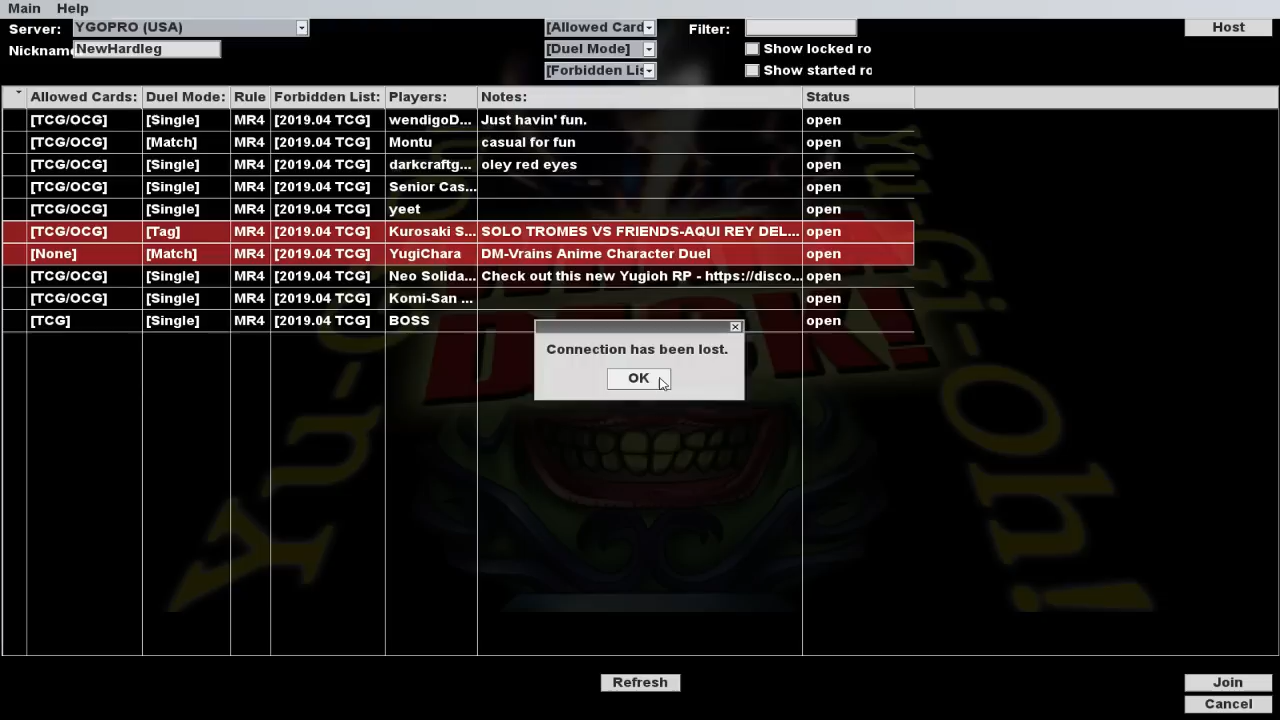 Main Help
Server: YGOPRO (USA) [Allowed Card Filter: Host
Nickname NewHardleg [Duel Mode] Show locked ro
[Forbidden Lis Show started ro
Allowed Cards: Duel Mode: Rule Forbidden List: Players: Notes: Status
[TCG/OCG] [Single] MR4 [2019.04 TCG] wendigoD... Just havin' fun. open
[TCG/OCG] [Match] MR4 [2019.04 TCG] Montu casual for fun open
[TCG/OCG] [Single] MR4 [2019.04 TCG] darkcraftg... oley red eyes open
[TCG/OCG] [Single] MR4 [2019.04 TCG] Senior Cas... open
[TCG/OCG] [Single] MR4 [2019.04 TCG] yeet open
[TCG/OCG] [Tag] MR4 [2019.04 TCG] Kurosaki S... SOLO TROMES VS FRIENDS-AQUI REY DEL... open
[None] [Match] MR4 [2019.04 TCG] YugiChara DM-Vrains Anime Character Duel open
[TCG/OCG] [Single] MR4 [2019.04 TCG] Neo Solida... Check out this new Yugioh RP - https://disco... open
[TCG/OCG] [Single] MR4 [2019.04 TCG] Komi-San ... open
[TCG] [Single] MR4 [2019.04 TCG] BOSS open
Connection has been lost.
OK
Yu-Gi-Oh!
Refresh Join
Cancel